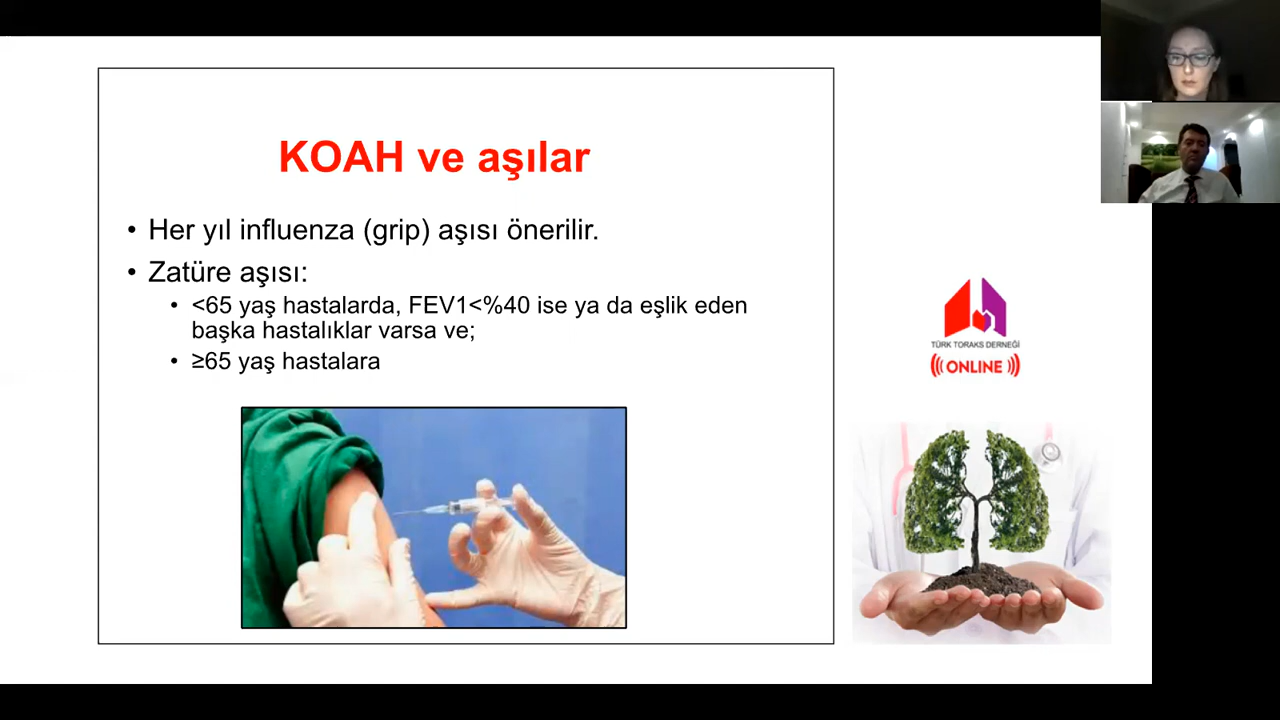 KOAH ve aşılar
• Her yıl influenza (grip) aşısı önerilir.
• Zatüre aşısı:
• <65 yaş hastalarda, FEV1<%40 ise ya da eşlik eden
başka hastalıklar varsa ve;
• ≥65 yaş hastalara
TÜRK TORAKS DERNEĞİ
ONLINE